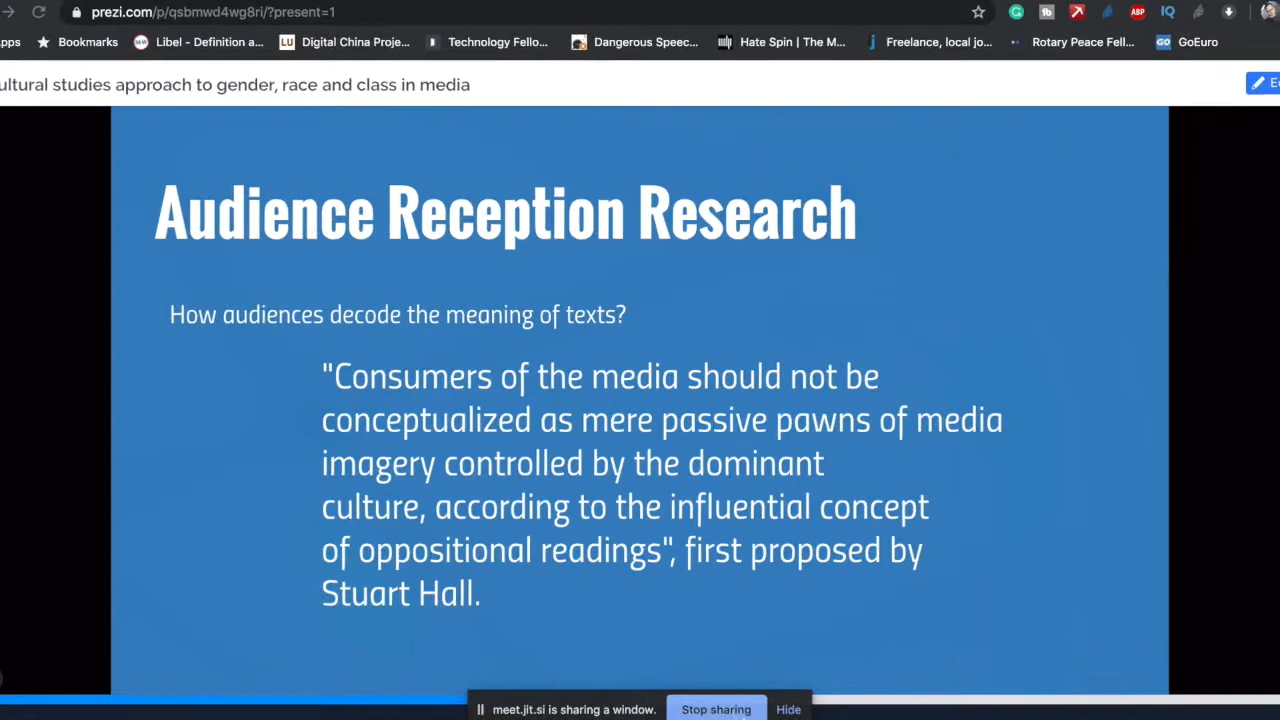 prezi.com/p/qsbmwd4wg8ri/?present=1
ABP
IQ
pps Bookmarks M-W Libel - Definition a... LU Digital China Proje... Technology Fello... Dangerous Speec... Hate Spin | The M... j Freelance, local jo... Rotary Peace Fell... GO GoEuro
ultural studies approach to gender, race and class in media
Audience Reception Research
How audiences decode the meaning of texts?
"Consumers of the media should not be
conceptualized as mere passive pawns of media
imagery controlled by the dominant
culture, according to the influential concept
of oppositional readings", first proposed by
Stuart Hall.
meet.jit.si is sharing a window. Stop sharing Hide